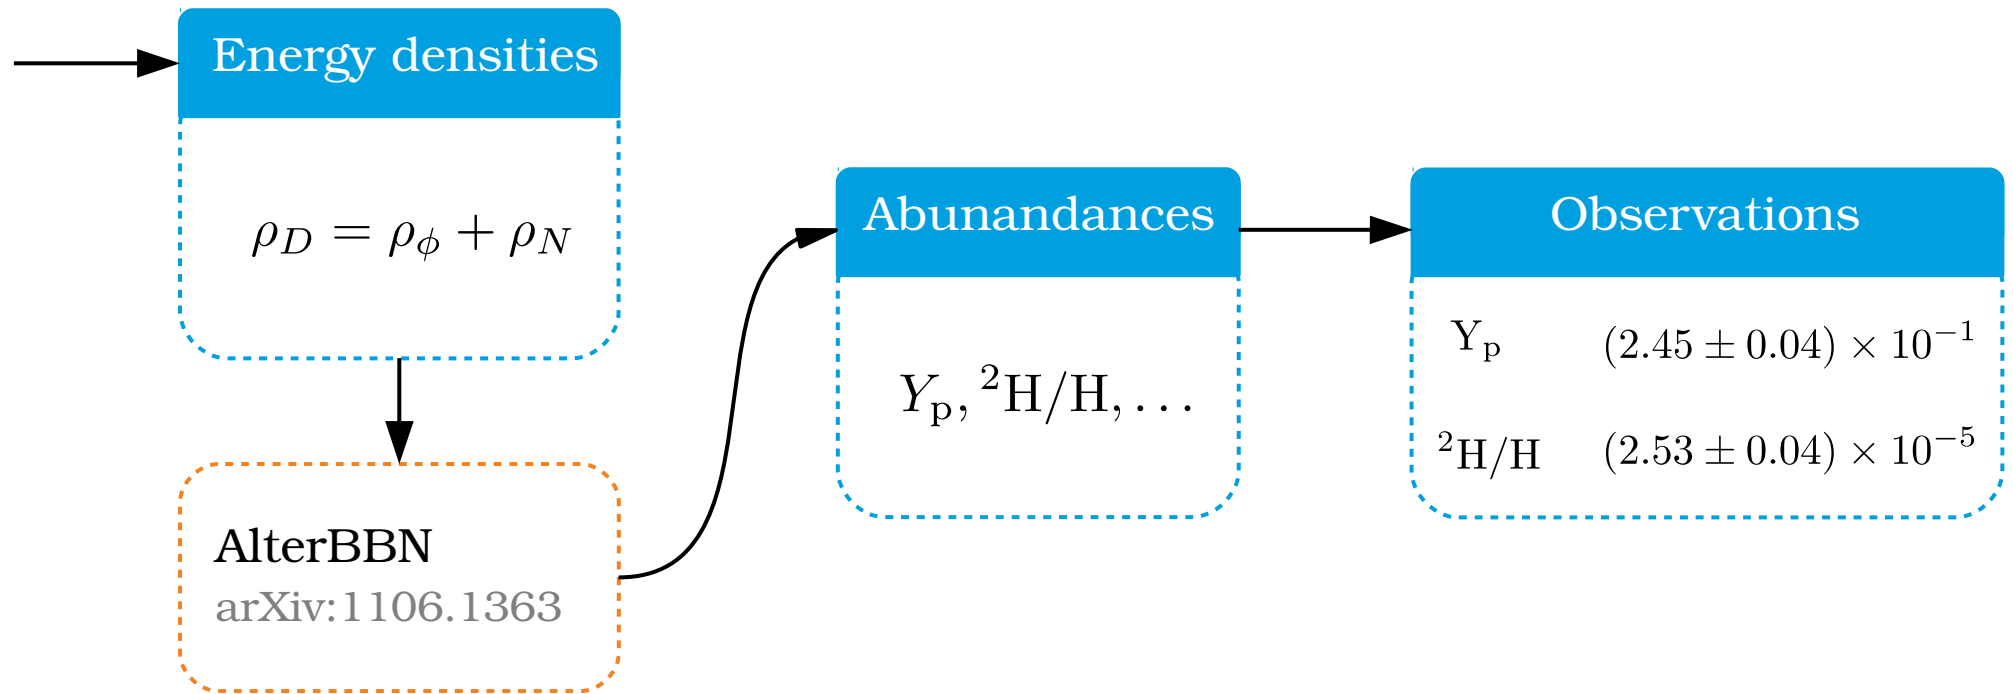 Energy densities
ρ_D = ρ_ϕ + ρ_N
AlterBBN
arXiv:1106.1363
Abunandances
Y_p, ²H/H, …
Observations
Y_p (2.45 ± 0.04) × 10⁻¹
²H/H (2.53 ± 0.04) × 10⁻⁵